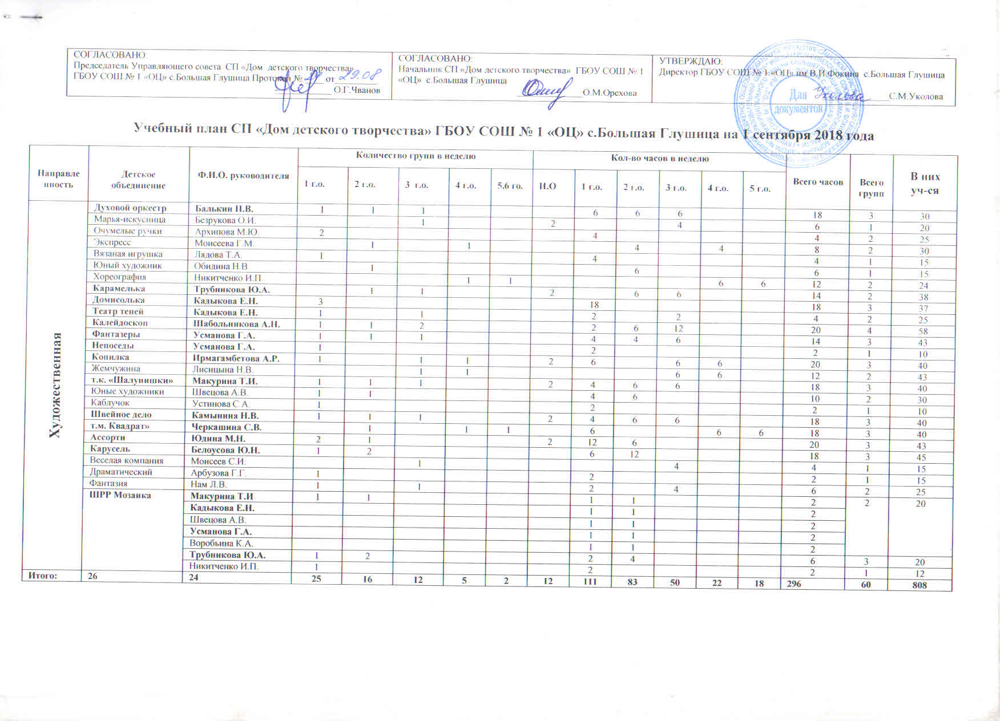 СОГЛАСОВАНО:
Председатель Управляющего совета СП «Дом детского творчества»
ГБОУ СОШ № 1 «ОЦ» с.Большая Глушица Протокол № от 29.08
О.Г.Чванов
СОГЛАСОВАНО:
Начальник СП «Дом детского творчества» ГБОУ СОШ № 1
«ОЦ» с.Большая Глушица
О.М.Орехова
УТВЕРЖДАЮ:
Директор ГБОУ СОШ № 1 «ОЦ» им В.И.Фокина с.Большая Глушица
Уколова С.М.Уколова
Для
документов
Учебный план СП «Дом детского творчества» ГБОУ СОШ № 1 «ОЦ» с.Большая Глушица на 1 сентября 2018 года
Направле
нность
Детское
объединение
Ф.И.О. руководителя
Количество групп в неделю
Кол-во часов в неделю
Всего часов
Всего
групп
В них
уч-ся
1 г.о. 2 г.о. 3 г.о. 4 г.о. 5.6 го. И.О 1 г.о. 2 г.о. 3 г.о. 4 г.о. 5 г.о.
Художественная
Духовой оркестр Балькин П.В. 1 1 1 6 6 6 18 3 30
Марья-искусница Безрукова О.И. 1 2 4 6 1 20
Очумелые ручки Архипова М.Ю. 2 4 4 2 25
Экспресс Моисеева Г.М. 1 1 4 4 8 2 30
Вязаная игрушка Лядова Т.А. 1 4 4 1 15
Юный художник Обидина Н.В 1 6 6 1 15
Хореография Никитченко И.П. 1 1 6 6 12 2 24
Карамелька Трубникова Ю.А. 1 1 2 6 6 14 2 38
Домисолька Кадыкова Е.Н. 3 18 18 3 37
Театр теней Кадыкова Е.Н. 1 1 2 2 4 2 25
Калейдоскоп Шабольникова А.Н. 1 1 2 2 6 12 20 4 58
Фантазеры Усманова Г.А. 1 1 1 4 4 6 14 3 43
Непоседы Усманова Г.А. 1 2 2 1 10
Копилка Ирмагамбетова А.Р. 1 1 1 2 6 6 6 20 3 40
Жемчужина Лисицына Н.В. 1 1 6 6 12 2 43
т.к. «Шалунишки» Макурина Т.И. 1 1 1 2 4 6 6 18 3 40
Юные художники Швецова А.В. 1 1 4 6 10 2 30
Каблучок Устинова С.А. 1 2 2 1 10
Швейное дело Камынина Н.В. 1 1 1 2 4 6 6 18 3 40
т.м. Квадрат» Черкашина С.В. 1 1 1 6 6 6 18 3 40
Ассорти Юдина М.Н. 2 1 2 12 6 20 3 43
Карусель Белоусова Ю.Н. 1 2 6 12 18 3 45
Веселая компания Моисеев С.И. 1 4 4 1 15
Драматический Арбузова Г.Г. 1 2 2 1 15
Фантазия Нам Л.В. 1 1 2 4 6 2 25
ШРР Мозаика Макурина Т.И 1 1 1 1 2 2 20
Кадыкова Е.Н. 1 1 2
Швецова А.В. 1 1 2
Усманова Г.А. 1 1 2
Воробьина К.А. 1 1 2
Трубникова Ю.А. 1 2 2 4 6 3 20
Никитченко И.П. 1 2 2 1 12
Итого: 26 24 25 16 12 5 2 12 111 83 50 22 18 296 60 808